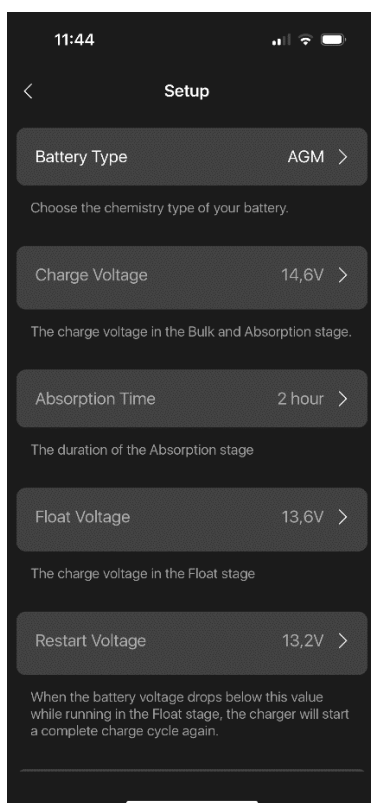 11:44
Setup
Battery Type AGM
Choose the chemistry type of your battery.
Charge Voltage 14,6V
The charge voltage in the Bulk and Absorption stage.
Absorption Time 2 hour
The duration of the Absorption stage
Float Voltage 13,6V
The charge voltage in the Float stage
Restart Voltage 13,2V
When the battery voltage drops below this value
while running in the Float stage, the charger will start
a complete charge cycle again.